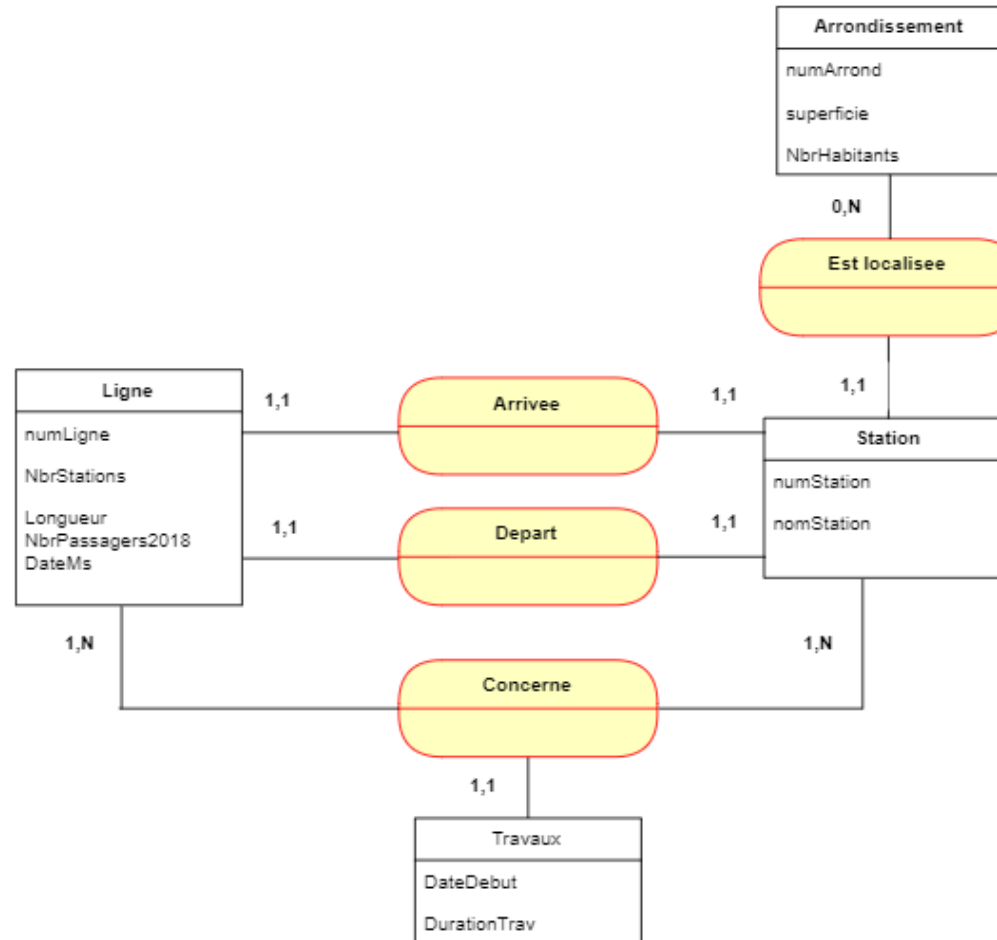 Arrondissement
numArrond
superficie
NbrHabitants
0,N
Est localisee
1,1
Ligne
numLigne
NbrStations
Longueur
NbrPassagers2018
DateMs
1,1
Arrivee
1,1
Station
numStation
nomStation
1,1
Depart
1,1
1,N
Concerne
1,N
1,1
Travaux
DateDebut
DurationTrav